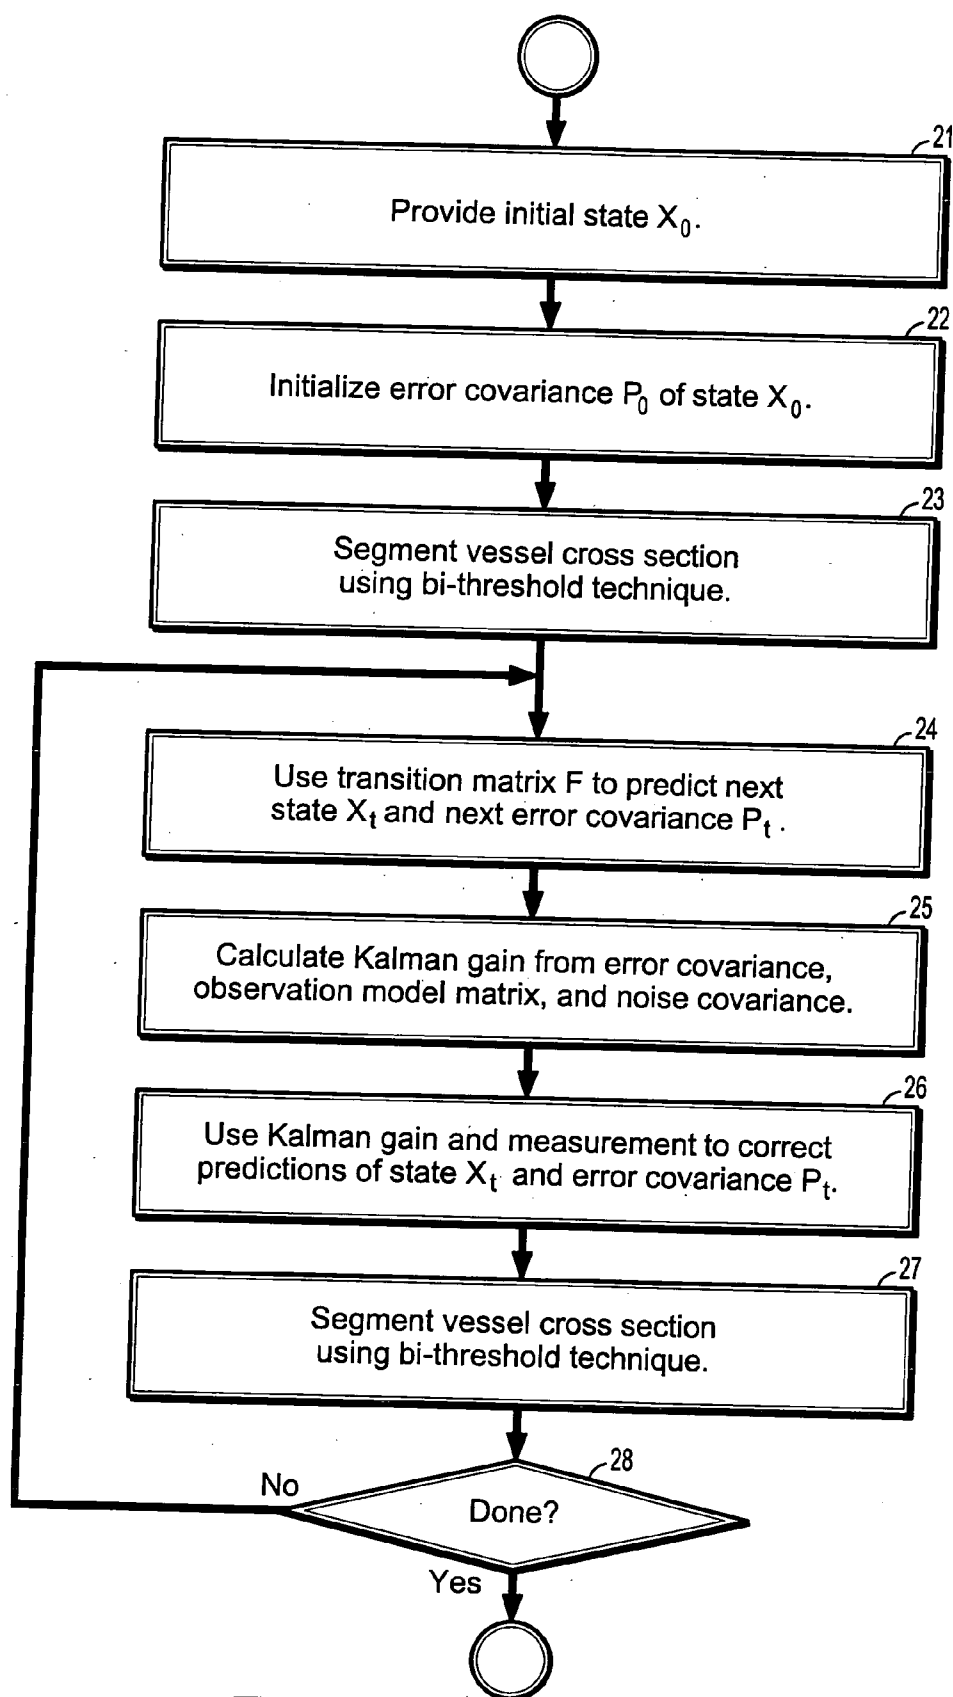 21
Provide initial state X₀.
22
Initialize error covariance P₀ of state X₀.
23
Segment vessel cross section
using bi-threshold technique.
24
Use transition matrix F to predict next
state Xₜ and next error covariance Pₜ.
25
Calculate Kalman gain from error covariance,
observation model matrix, and noise covariance.
26
Use Kalman gain and measurement to correct
predictions of state Xₜ and error covariance Pₜ.
27
Segment vessel cross section
using bi-threshold technique.
28
No
Done?
Yes